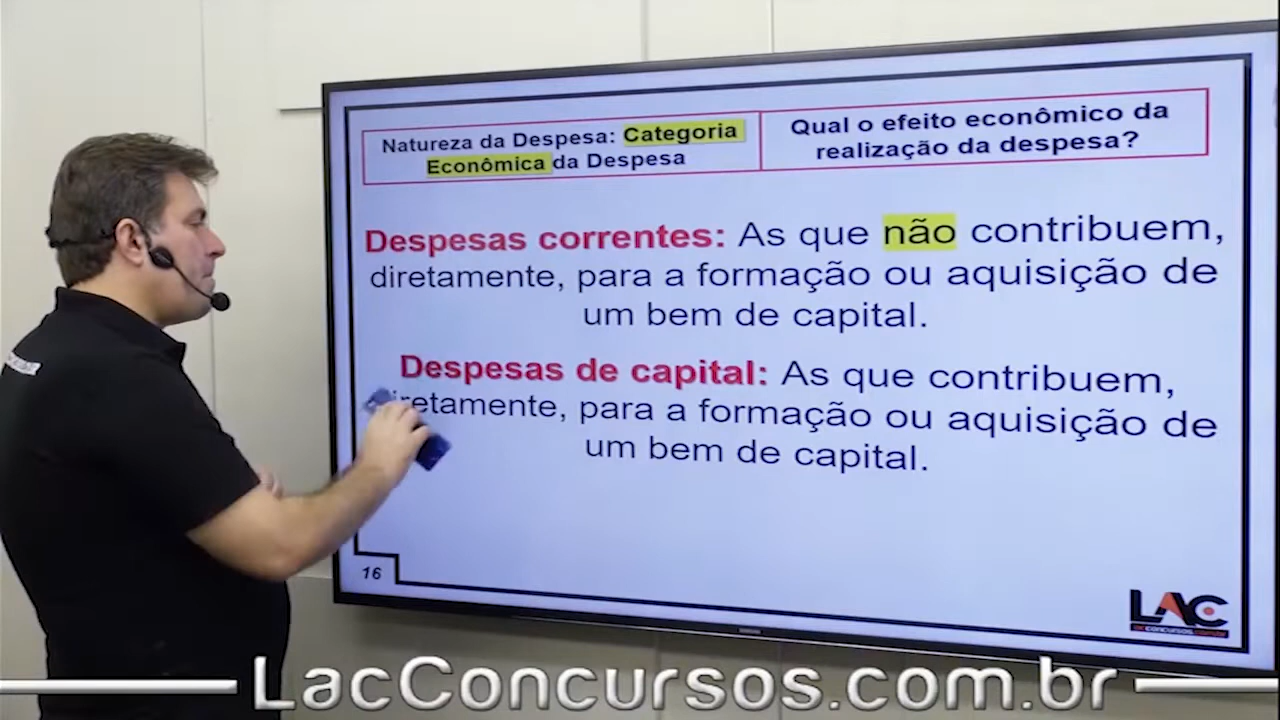 Natureza da Despesa: Categoria
Econômica da Despesa
Qual o efeito econômico da
realização da despesa?
Despesas correntes: As que não contribuem,
diretamente, para a formação ou aquisição de
um bem de capital.
Despesas de capital: As que contribuem,
iretamente, para a formação ou aquisição de
um bem de capital.
16
LAC
LacConcursos.com.br